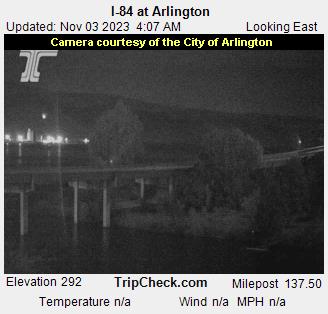 I-84 at Arlington
Updated: Nov 03 2023 4:07 AM Looking East
Camera courtesy of the City of Arlington
Elevation 292 TripCheck.com Milepost 137.50
Temperature n/a Wind n/a MPH n/a